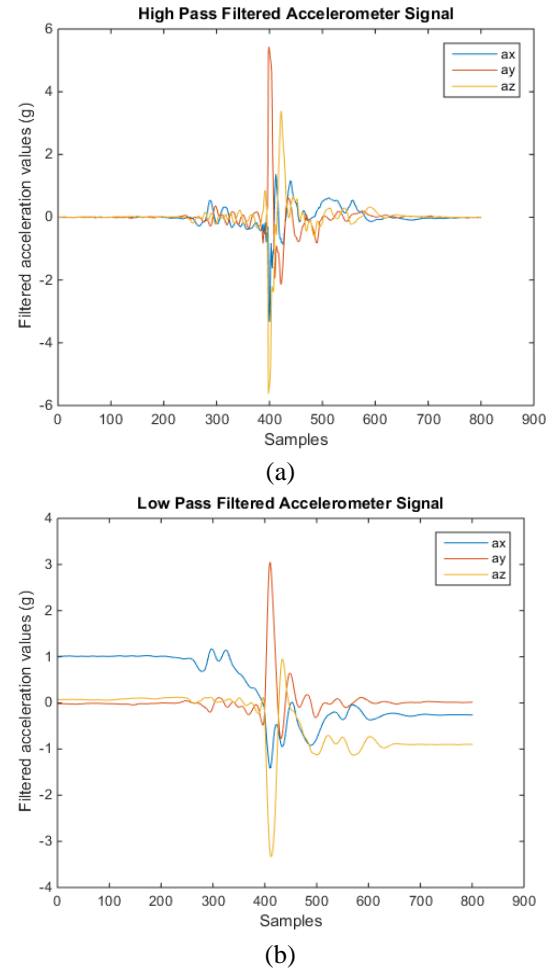 High Pass Filtered Accelerometer Signal
6
4
2
0
-2
-4
-6
Filtered acceleration values (g)
ax
ay
az
0 100 200 300 400 500 600 700 800 900
Samples
(a)
Low Pass Filtered Accelerometer Signal
4
3
2
1
0
-1
-2
-3
-4
Filtered acceleration values (g)
ax
ay
az
0 100 200 300 400 500 600 700 800 900
Samples
(b)